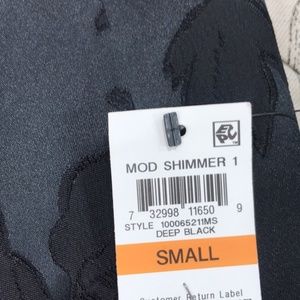 MOD SHIMMER 1
7 32998 11650 9
STYLE 100065211MS
DEEP BLACK
SMALL
Customer Return Label